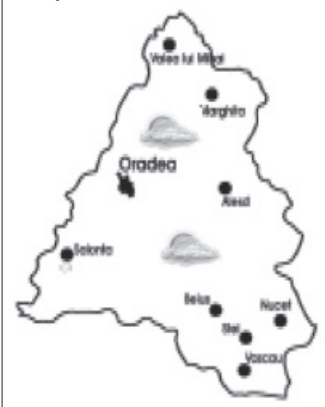 Valea lui Mihai
Marghita
Oradea
Alesd
Salonta
Beius
Nucet
Stei
Vascau